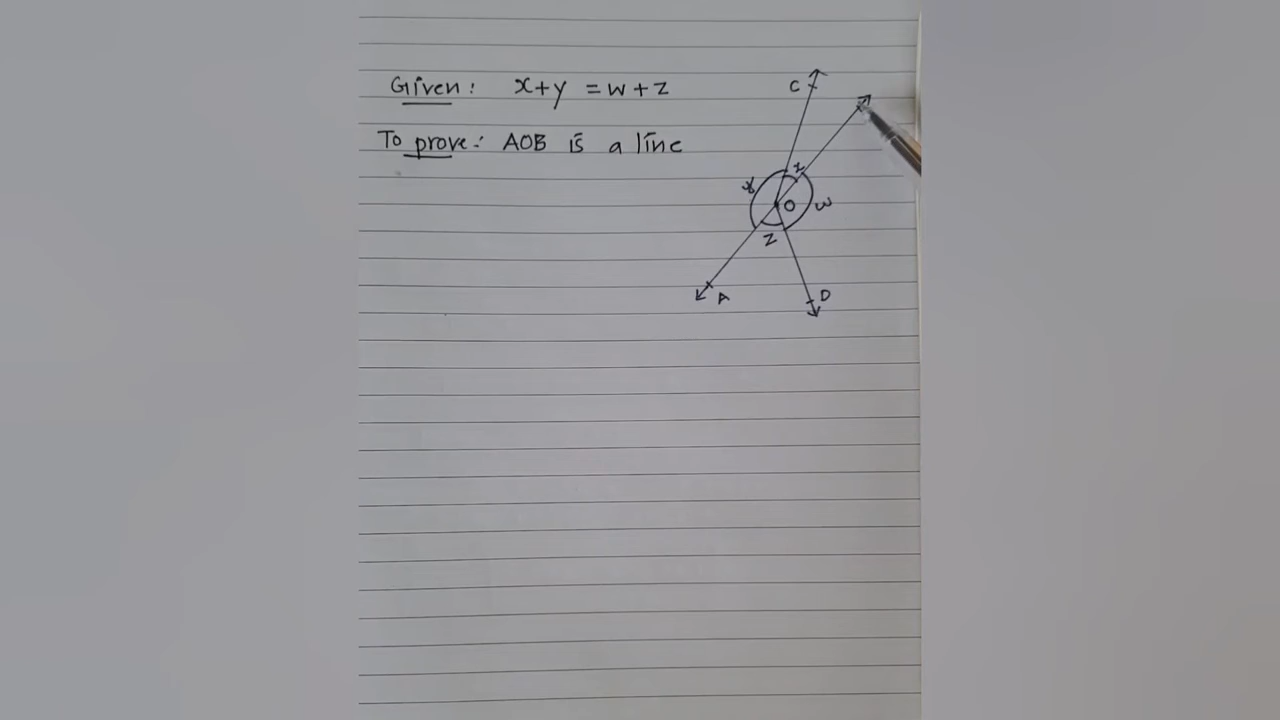 Given: x+y = w+z
To prove:- AOB is a line
C
x
y
O
w
z
A
D